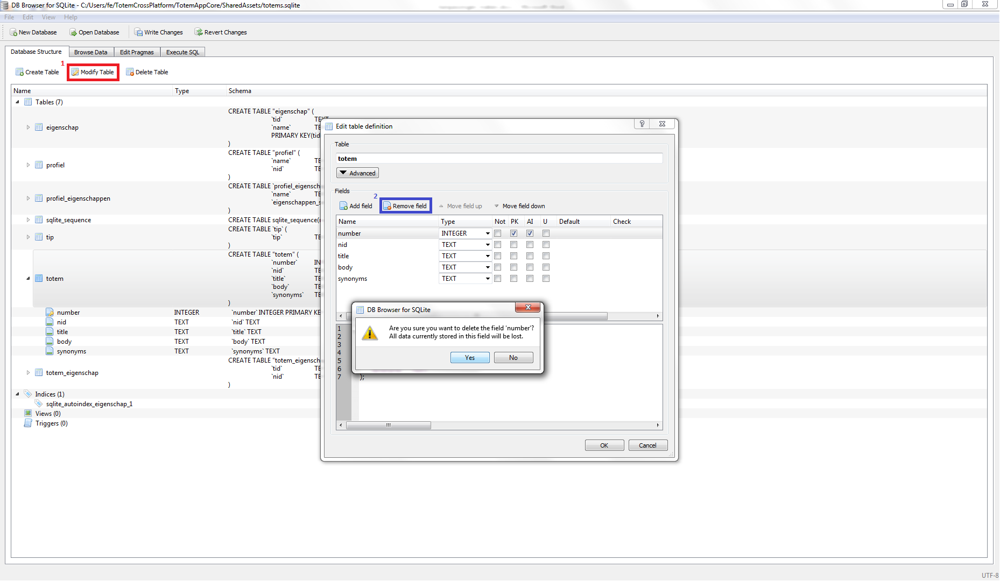 DB Browser for SQLite - C:/Users/fe/TotemCrossPlatform/TotemAppCore/SharedAssets/totems.sqlite
File Edit View Help
New Database Open Database Write Changes Revert Changes
Database Structure Browse Data Edit Pragmas Execute SQL
1
Create Table Modify Table Delete Table
Name Type Schema
Tables (7)
CREATE TABLE "eigenschap" (
`tid` TEXT
eigenschap `name` TE
PRIMARY KEY(tid
)
CREATE TABLE "profiel" (
`name` TE
profiel
`nid` TE
)
CREATE TABLE `profiel_eigenscha
`name` TE
profiel_eigenschappen
`eigenschappen_s
)
sqlite_sequence CREATE TABLE sqlite_sequence(
CREATE TABLE `tip` (
tip `tip` TE
)
CREATE TABLE "totem" (
`number` IN
`nid` TE
totem `title` TE
`body` TE
`synonyms` TE
)
number INTEGER `number` INTEGER PRIMARY KE
nid TEXT `nid` TEXT
title TEXT `title` TEXT
body TEXT `body` TEXT
synonyms TEXT `synonyms` TEXT
CREATE TABLE "totem_eigenscha
`tid` TE
totem_eigenschap
`nid` TE
)
Indices (1)
sqlite_autoindex_eigenschap_1
Views (0)
Triggers (0)
Edit table definition
Table
totem
Advanced
Fields
2
Add field Remove field Move field up Move field down
Name Type Not PK AI U Default Check
number INTEGER
nid TEXT
title TEXT
body TEXT
synonyms TEXT
DB Browser for SQLite
Are you sure you want to delete the field 'number'?
All data currently stored in this field will be lost.
Yes No
1
2
3
4
5
6
7 );
OK Cancel
UTF-8